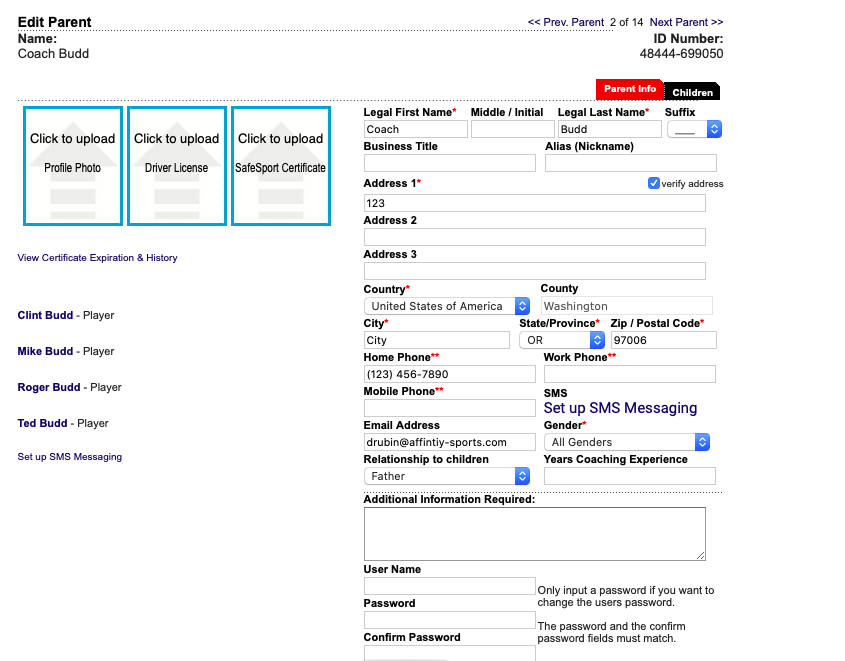 Edit Parent
<< Prev. Parent 2 of 14 Next Parent >>
Name:
ID Number:
Coach Budd
48444-699050
Parent Info
Children
Click to upload
Profile Photo
Click to upload
Driver License
Click to upload
SafeSport Certificate
View Certificate Expiration & History
Clint Budd - Player
Mike Budd - Player
Roger Budd - Player
Ted Budd - Player
Set up SMS Messaging
Legal First Name* Middle / Initial Legal Last Name* Suffix
Coach Budd ___
Business Title Alias (Nickname)
Address 1* verify address
123
Address 2
Address 3
Country* County
United States of America Washington
City* State/Province* Zip / Postal Code*
City OR 97006
Home Phone** Work Phone**
(123) 456-7890
Mobile Phone** SMS
Set up SMS Messaging
Email Address Gender*
drubin@affintiy-sports.com All Genders
Relationship to children Years Coaching Experience
Father
Additional Information Required:
User Name
Only input a password if you want to
change the users password.
Password
The password and the confirm
password fields must match.
Confirm Password